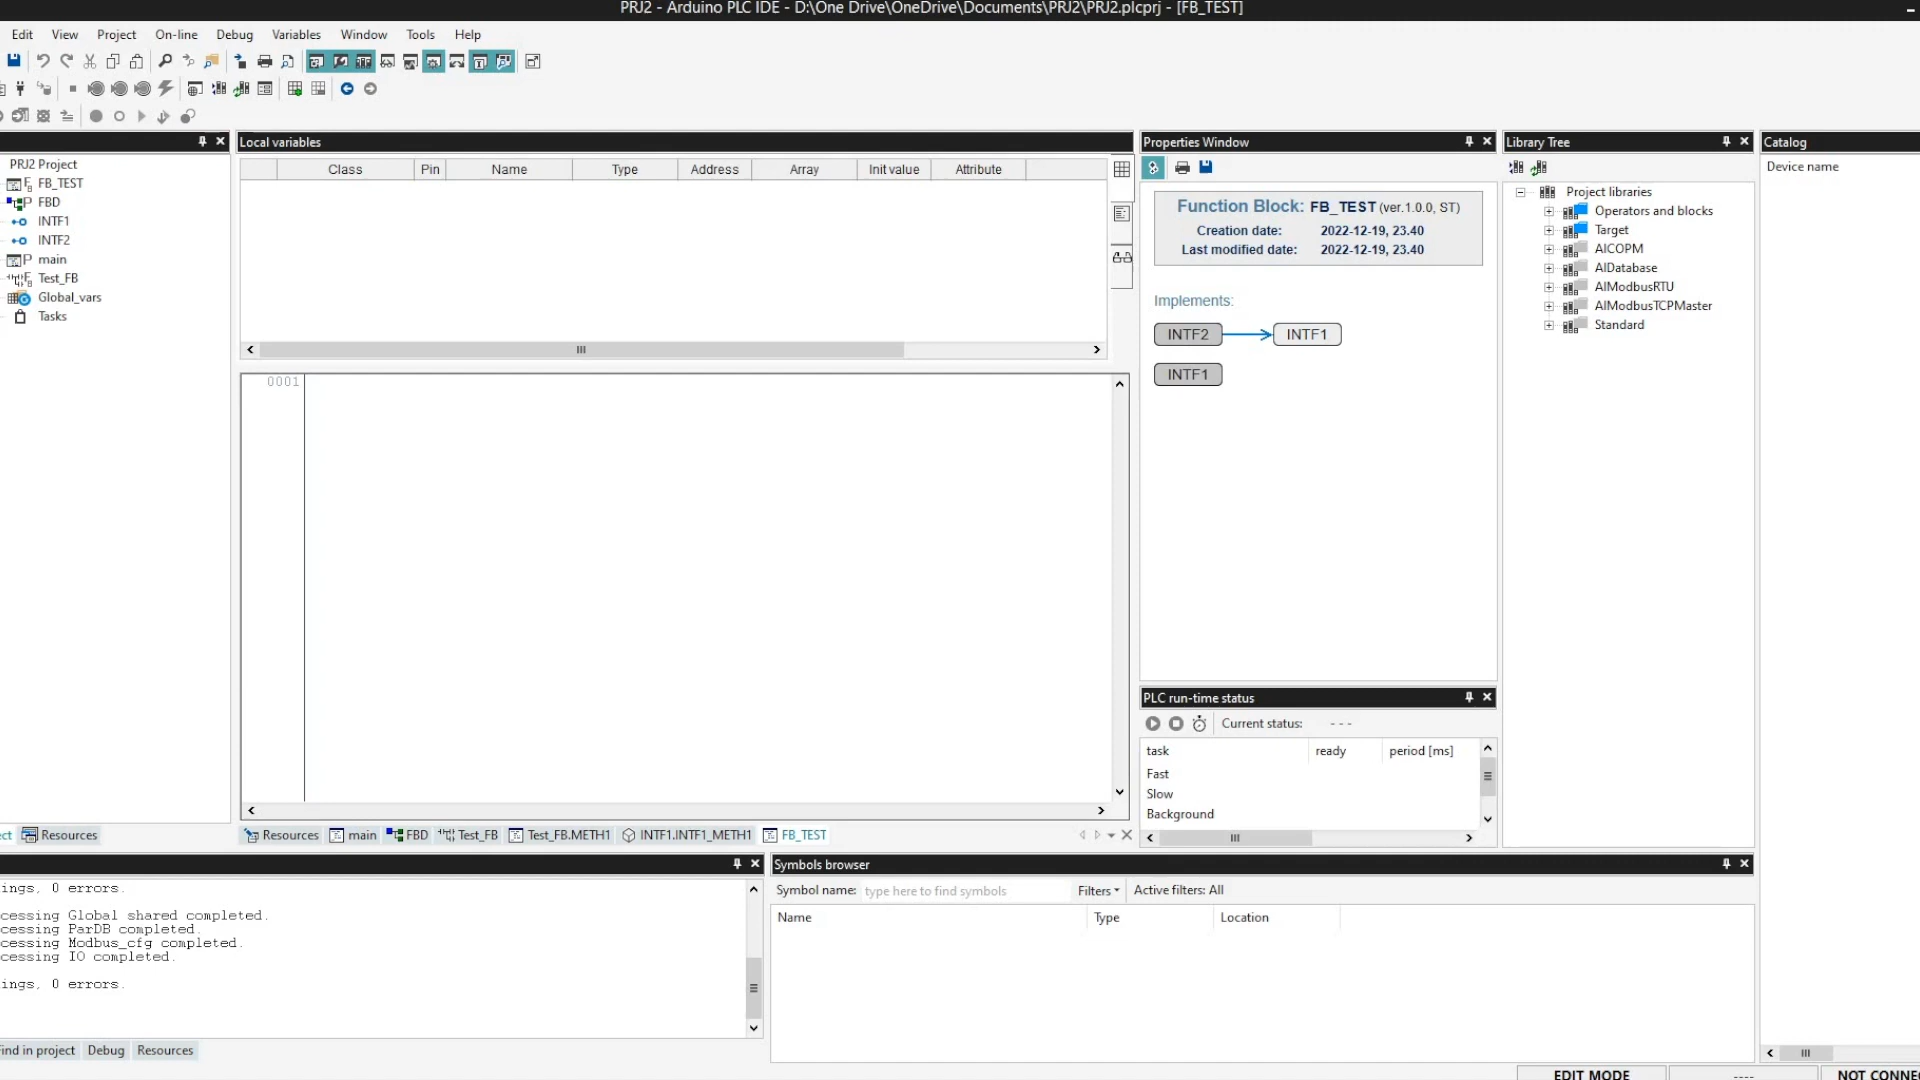 PRJ2 - Arduino PLC IDE - D:\One Drive\OneDrive\Documents\PRJ2\PRJ2.plcprj - [FB_TEST]
Edit View Project On-line Debug Variables Window Tools Help
PRJ2 Project
FB_TEST
FBD
INTF1
INTF2
main
Test_FB
Global_vars
Tasks
ect Resources
Local variables
Class Pin Name Type Address Array Init value Attribute
0001
Resources main FBD Test_FB Test_FB.METH1 INTF1.INTF1_METH1 FB_TEST
Properties Window
Function Block: FB_TEST (ver.1.0.0, ST)
Creation date: 2022-12-19, 23.40
Last modified date: 2022-12-19, 23.40
Implements:
INTF2 INTF1
INTF1
PLC run-time status
Current status: - - -
task ready period [ms]
Fast
Slow
Background
Library Tree
Project libraries
Operators and blocks
Target
AlCOPM
AlDatabase
AlModbusRTU
AlModbusTCPMaster
Standard
Catalog
Device name
ings, 0 errors.
cessing Global shared completed.
cessing ParDB completed.
cessing Modbus_cfg completed.
cessing IO completed.
ings, 0 errors.
Find in project Debug Resources
Symbols browser
Symbol name: type here to find symbols Filters Active filters: All
Name Type Location
EDIT MODE ---- NOT CONNE